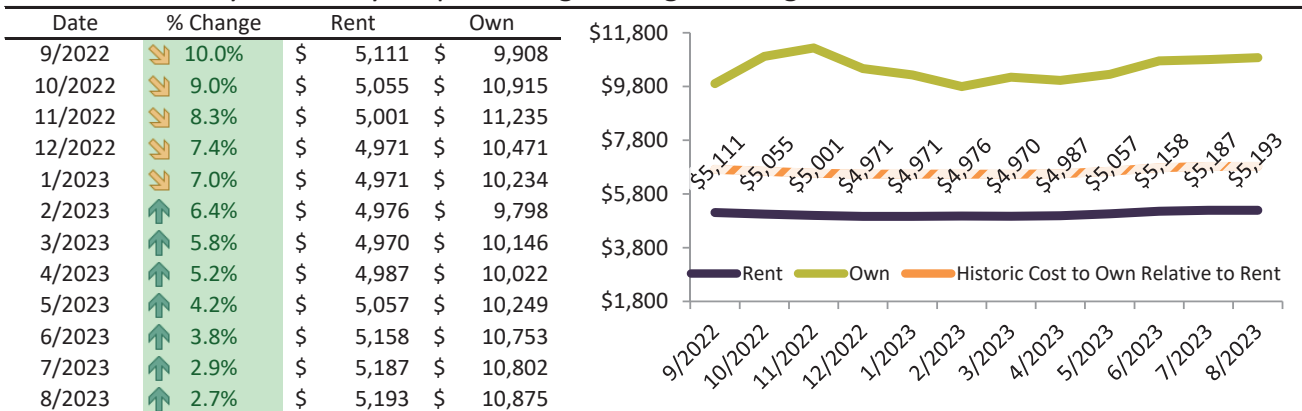 Date % Change Rent Own
9/2022 10.0% $ 5,111 $ 9,908
10/2022 9.0% $ 5,055 $ 10,915
11/2022 8.3% $ 5,001 $ 11,235
12/2022 7.4% $ 4,971 $ 10,471
1/2023 7.0% $ 4,971 $ 10,234
2/2023 6.4% $ 4,976 $ 9,798
3/2023 5.8% $ 4,970 $ 10,146
4/2023 5.2% $ 4,987 $ 10,022
5/2023 4.2% $ 5,057 $ 10,249
6/2023 3.8% $ 5,158 $ 10,753
7/2023 2.9% $ 5,187 $ 10,802
8/2023 2.7% $ 5,193 $ 10,875
$11,800
$9,800
$7,800
$5,800
$3,800
$1,800
$5,111 $5,055 $5,001 $4,971 $4,971 $4,976 $4,970 $4,987 $5,057 $5,158 $5,187 $5,193
Rent Own Historic Cost to Own Relative to Rent
9/2022 10/2022 11/2022 12/2022 1/2023 2/2023 3/2023 4/2023 5/2023 6/2023 7/2023 8/2023